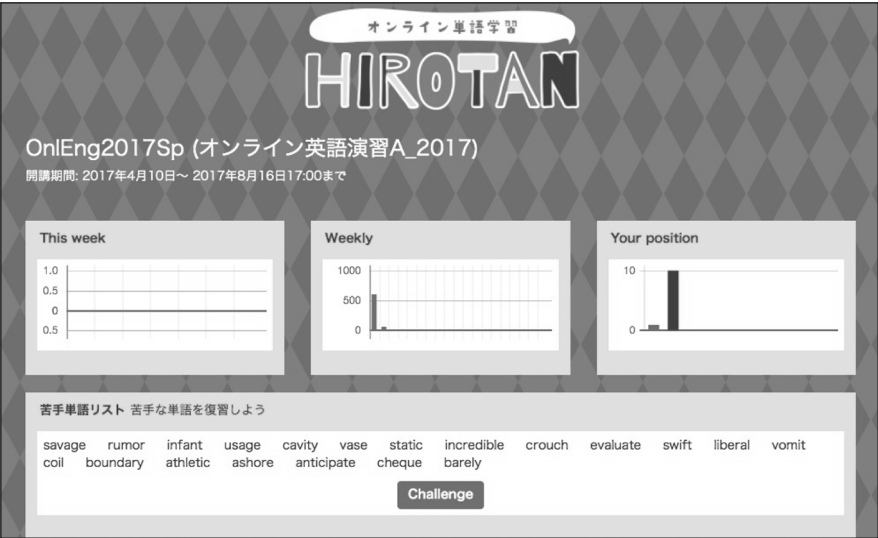 オンライン単語学習
HIROTAN
OnlEng2017Sp (オンライン英語演習A_2017)
開講期間: 2017年4月10日～ 2017年8月16日17:00まで
This week
1.0
0.5
0
0.5
Weekly
1000
500
0
Your position
10
0
苦手単語リスト 苦手な単語を復習しよう
savage rumor infant usage cavity vase static incredible crouch evaluate swift liberal vomit
coil boundary athletic ashore anticipate cheque barely
Challenge